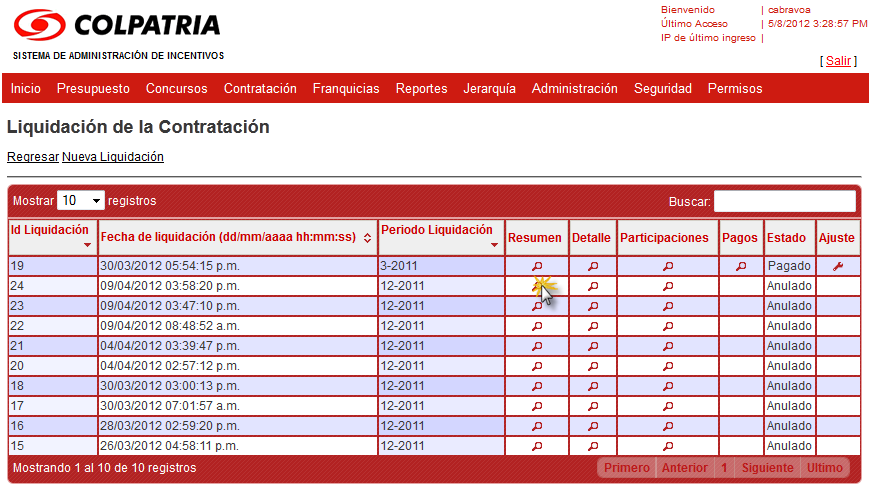 COLPATRIA
SISTEMA DE ADMINISTRACIÓN DE INCENTIVOS
Bienvenido | cabravoa
Último Acceso | 5/8/2012 3:28:57 PM
IP de último ingreso |
[ Salir ]
Inicio Presupuesto Concursos Contratación Franquicias Reportes Jerarquía Administración Seguridad Permisos
Liquidación de la Contratación
Regresar Nueva Liquidación
Mostrar 10 registros Buscar:
Id Liquidación Fecha de liquidación (dd/mm/aaaa hh:mm:ss) Periodo Liquidación Resumen Detalle Participaciones Pagos Estado Ajuste
19 30/03/2012 05:54:15 p.m. 3-2011 Pagado
24 09/04/2012 03:58:20 p.m. 12-2011 Anulado
23 09/04/2012 03:47:10 p.m. 12-2011 Anulado
22 09/04/2012 08:48:52 a.m. 12-2011 Anulado
21 04/04/2012 03:39:47 p.m. 12-2011 Anulado
20 04/04/2012 02:57:12 p.m. 12-2011 Anulado
18 30/03/2012 03:00:13 p.m. 12-2011 Anulado
17 30/03/2012 07:01:57 a.m. 12-2011 Anulado
16 28/03/2012 02:59:20 p.m. 12-2011 Anulado
15 26/03/2012 04:58:11 p.m. 12-2011 Anulado
Mostrando 1 al 10 de 10 registros Primero Anterior 1 Siguiente Ultimo